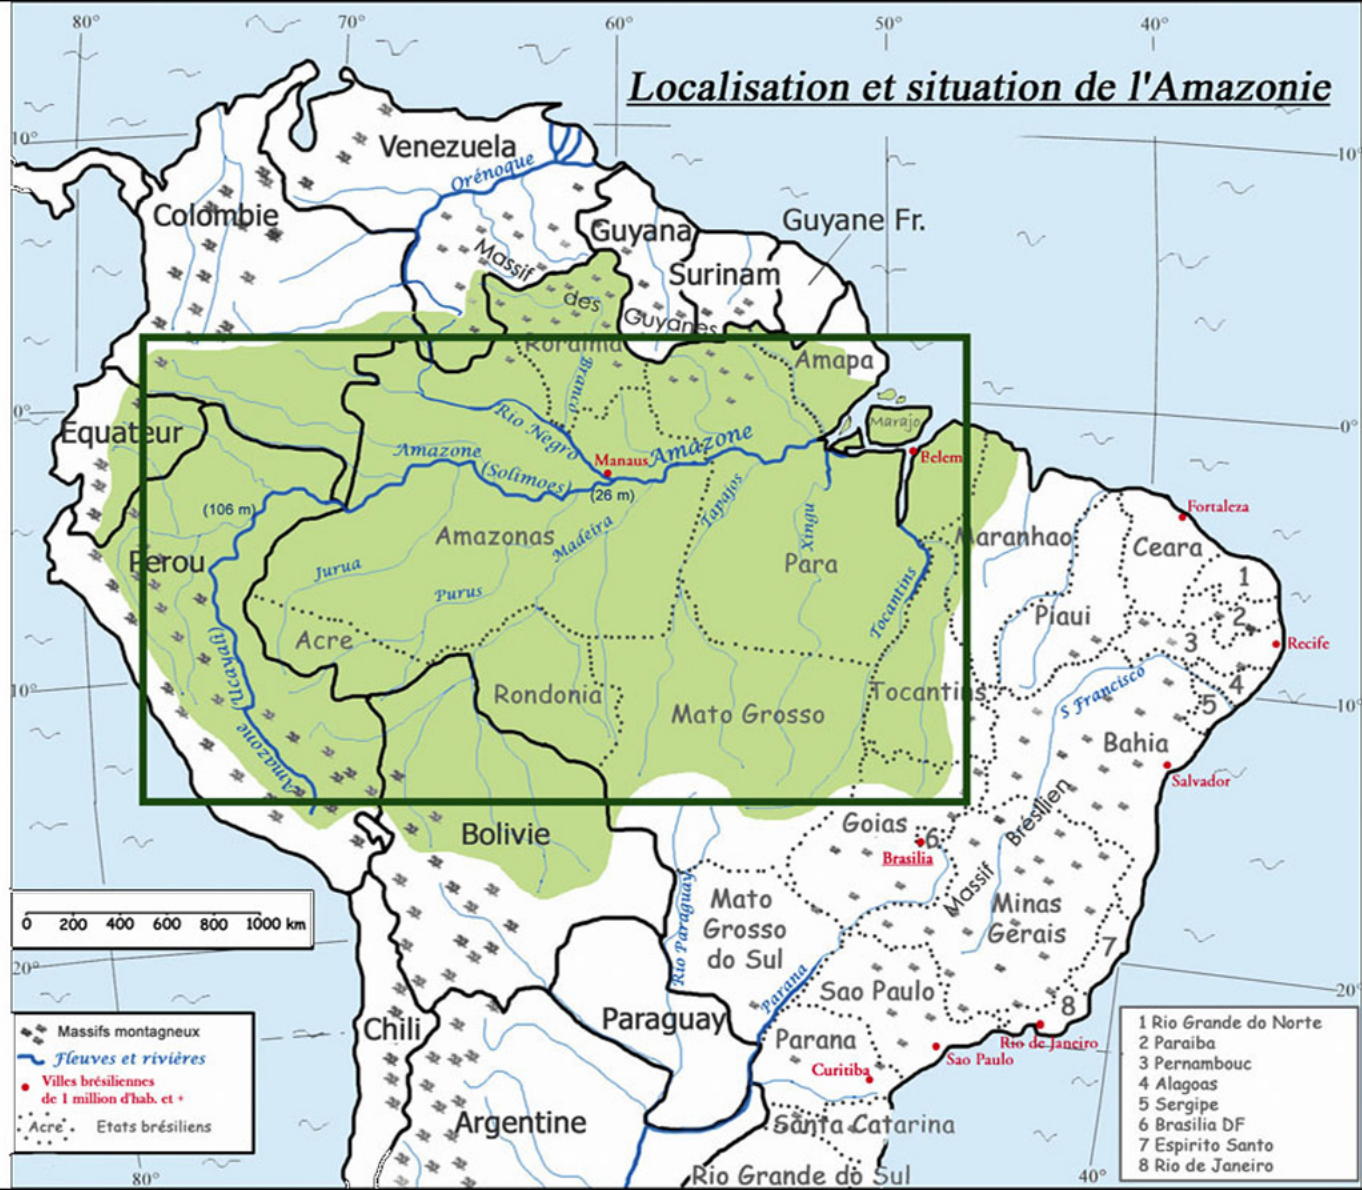 80°
70°
60°
50°
40°
Localisation et situation de l'Amazonie
10°
10°
Venezuela
Orénoque
Colombie
Guyana
Guyane Fr.
Surinam
Massif
des
Guyanes
Roraima
Branco
Amapa
0°
0°
Equateur
Rio Negro
Marajo
Amazone
(Solimoes)
Manaus
Amazone
Belem
(26 m)
(106 m)
Tapajos
Xingu
Fortaleza
Amazonas
Madeira
Maranhao
Ceara
Perou
Jurua
Purus
Para
Tocantins
1
2
3
4
5
Piaui
Recife
Acre
(Ucayali)
Amazone
10°
10°
Rondonia
Mato Grosso
Tocantins
S Francisco
Bahia
Salvador
Bolivie
Goias
6
Brasilia
Massif
Brésilien
Mato
Grosso
do Sul
Rio Paraguay
Minas
Gerais
7
0 200 400 600 800 1000 km
20°
20°
Parana
Sao Paulo
8
Chili
Paraguay
Parana
Rio de Janeiro
Sao Paulo
Curitiba
Argentine
Santa Catarina
Rio Grande do Sul
80°
40°
Massifs montagneux
Fleuves et rivières
Villes brésiliennes
de 1 million d'hab. et +
Acre Etats brésiliens
1 Rio Grande do Norte
2 Paraiba
3 Pernambouc
4 Alagoas
5 Sergipe
6 Brasilia DF
7 Espirito Santo
8 Rio de Janeiro